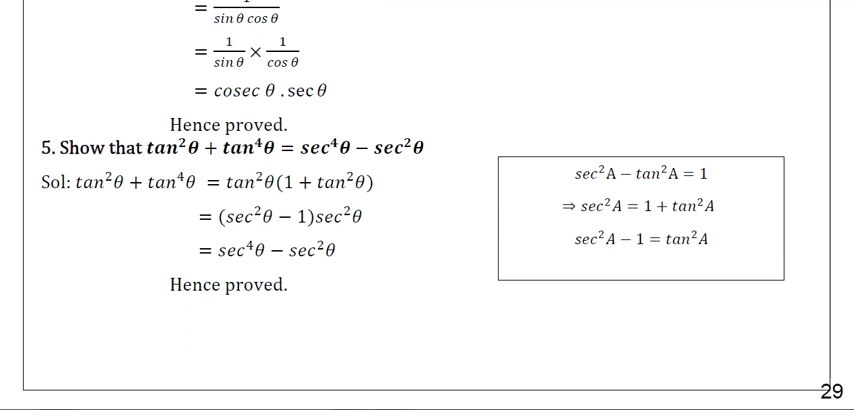 = 1/(sin θ cos θ)
= 1/(sin θ) × 1/(cos θ)
= cosec θ . sec θ
Hence proved.
5. Show that tan²θ + tan⁴θ = sec⁴θ − sec²θ
Sol: tan²θ + tan⁴θ = tan²θ(1 + tan²θ)
= (sec²θ − 1)sec²θ
= sec⁴θ − sec²θ
Hence proved.
sec²A − tan²A = 1
⇒ sec²A = 1 + tan²A
sec²A − 1 = tan²A
29